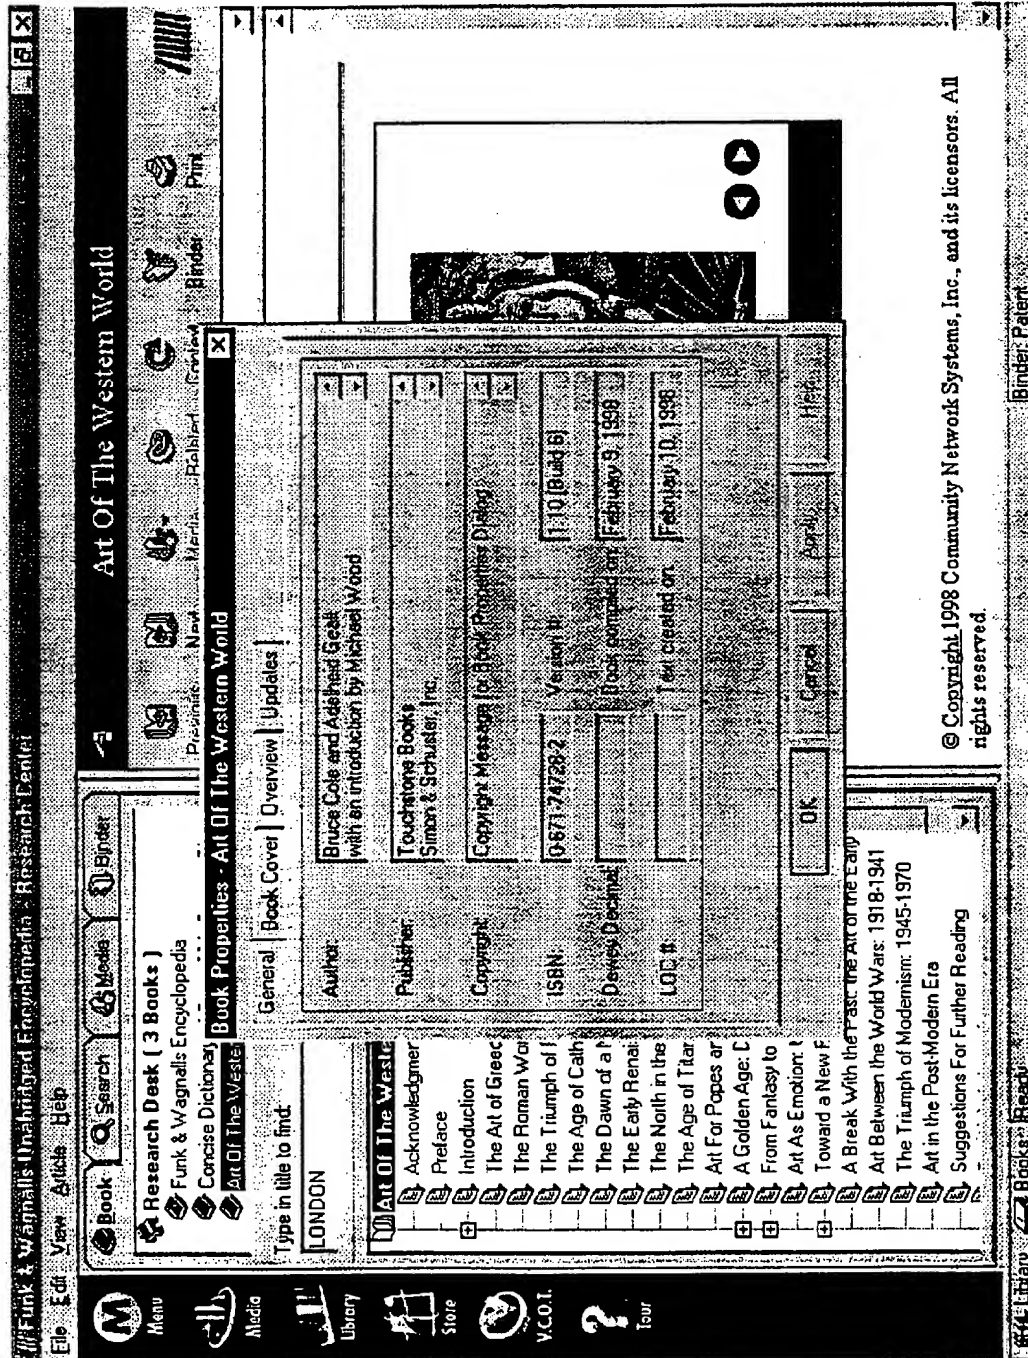 Funk & Wagnalls Unabridged Encyclopedia - Research Center
File Edit View Article Help
Menu
Media
Library
Store
V.C.O.T.
Tour
Book
Search
Media
Binder
Research Desk ( 3 Books )
Funk & Wagnalls Encyclopedia
Concise Dictionary
Art Of The Weste
Type in title to find:
LONDON
Art Of The Weste
Acknowledgmer
Preface
Introduction
The Art of Greec
The Roman Wor
The Triumph of
The Age of Cath
The Dawn of a N
The Early Renai
The North in the
The Age of Titar
Art For Popes ar
A Golden Age: D
From Fantasy to
Art As Emotion:
Toward a New F
A Break With the Past: the Art of the Early
Art Between the World Wars: 1918-1941
The Triumph of Modernism: 1945-1970
Art in the Post-Modern Era
Suggestions For Further Reading
Art Of The Western World
Previous
Next
Media
Related
Context
Binder
Print
Book Properties - Art Of The Western World
General
Book Cover
Overview
Updates
Author:
Bruce Cole and Adelheid Gealt
with an introduction by Michael Wood
Publisher:
Touchstone Books
Simon & Schuster, Inc.
Copyright:
Copyright Message for Book Properties Dialog
ISBN:
0-671-74728-2
Version #:
1.10 [Build 6]
Dewey Decimal:
Book compiled on:
February 9, 1998
LOC #:
Text created on:
February 10, 1998
OK
Cancel
Apply
Help
© Copyright 1998 Community Network Systems, Inc., and its licensors. All
rights reserved.
Library
Booker: Ready
Binder: Patent